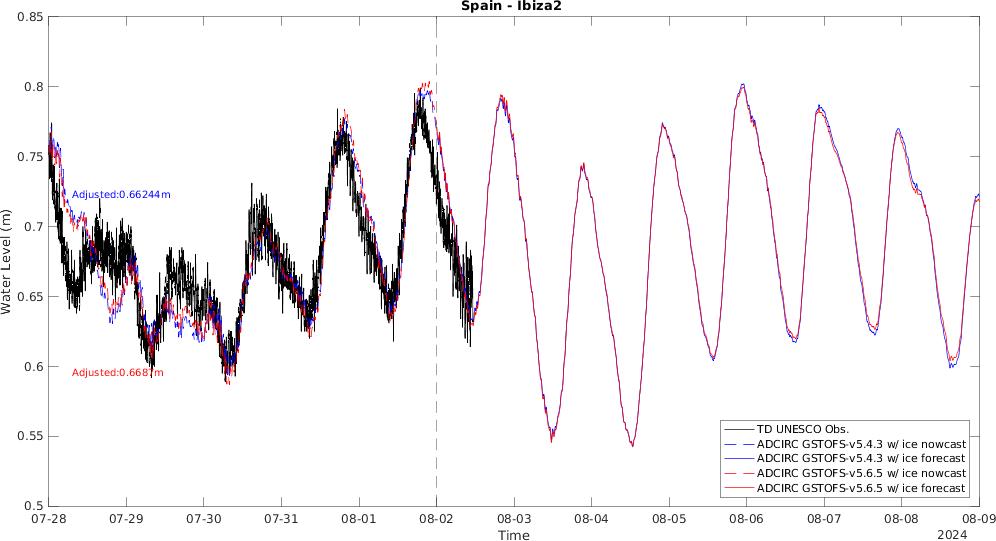 Spain - Ibiza2
0.85
0.8
0.75
0.7
0.65
0.6
0.55
0.5
Water Level (m)
Adjusted:0.66244m
Adjusted:0.6687m
TD UNESCO Obs.
ADCIRC GSTOFS-v5.4.3 w/ ice nowcast
ADCIRC GSTOFS-v5.4.3 w/ ice forecast
ADCIRC GSTOFS-v5.6.5 w/ ice nowcast
ADCIRC GSTOFS-v5.6.5 w/ ice forecast
07-28 07-29 07-30 07-31 08-01 08-02 08-03 08-04 08-05 08-06 08-07 08-08 08-09
Time
2024